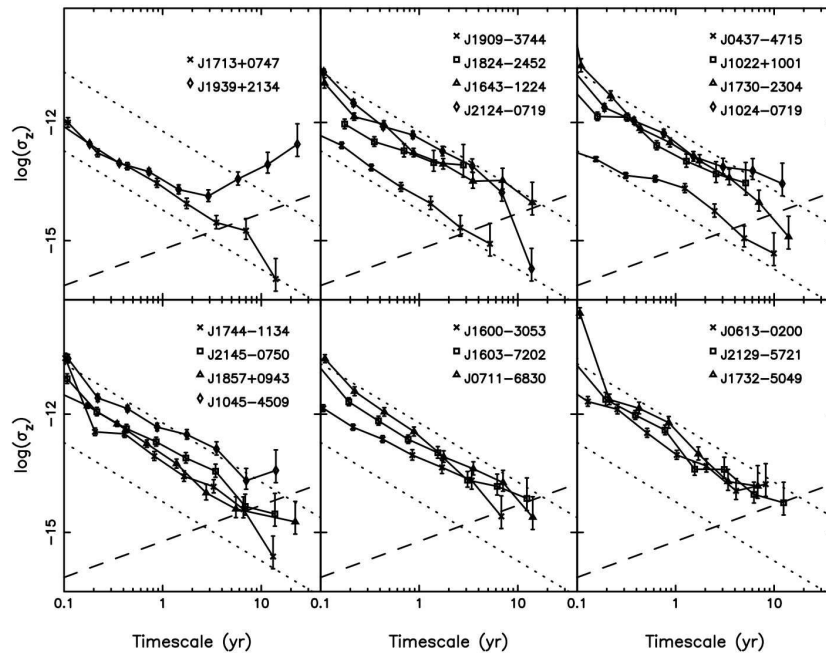 J1713+0747
J1939+2134
J1909−3744
J1824−2452
J1643−1224
J2124−0719
J0437−4715
J1022+1001
J1730−2304
J1024−0719
log(σz)
−12
−15
J1744−1134
J2145−0750
J1857+0943
J1045−4509
J1600−3053
J1603−7202
J0711−6830
J0613−0200
J2129−5721
J1732−5049
log(σz)
−12
−15
0.1 1 10 0.1 1 10 0.1 1 10
Timescale (yr) Timescale (yr) Timescale (yr)